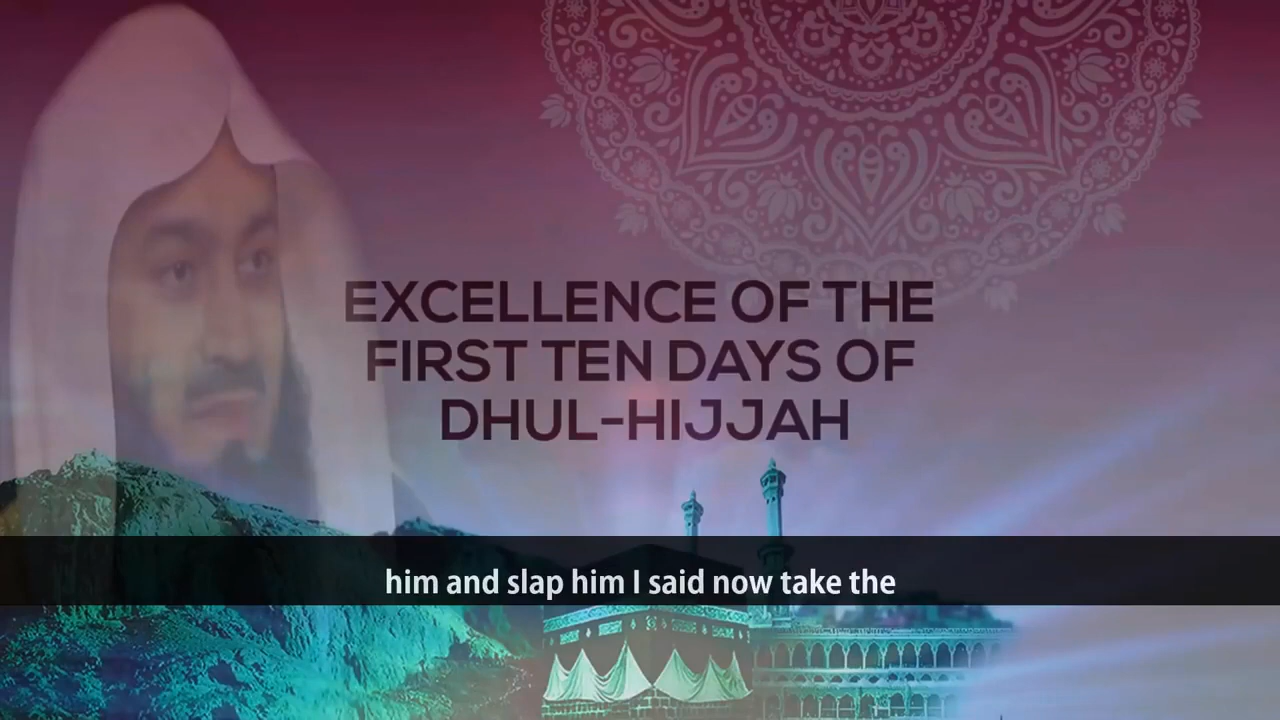 EXCELLENCE OF THE
FIRST TEN DAYS OF
DHUL-HIJJAH
him and slap him I said now take the